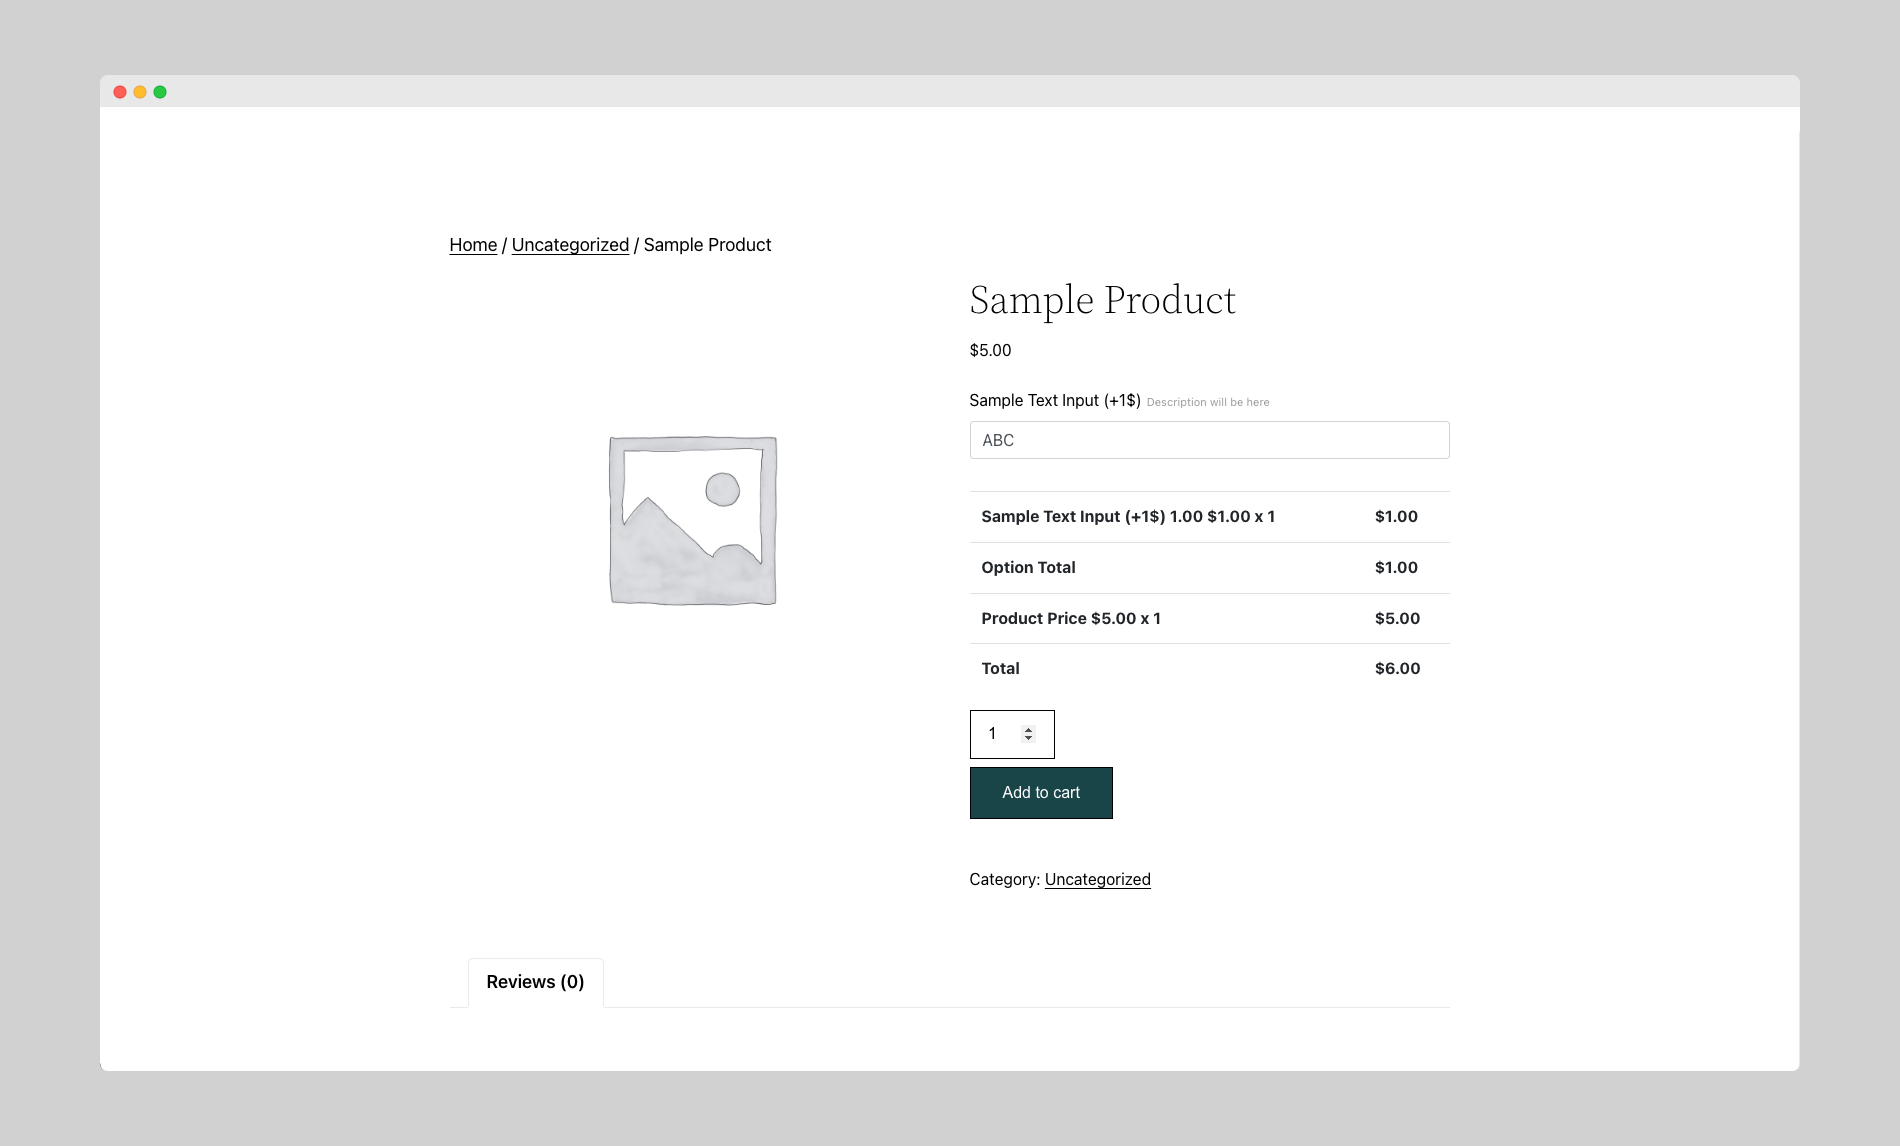 Home / Uncategorized / Sample Product
Sample Product
$5.00
Sample Text Input (+1$) Description will be here
ABC
Sample Text Input (+1$) 1.00 $1.00 x 1 $1.00
Option Total $1.00
Product Price $5.00 x 1 $5.00
Total $6.00
1
Add to cart
Category: Uncategorized
Reviews (0)